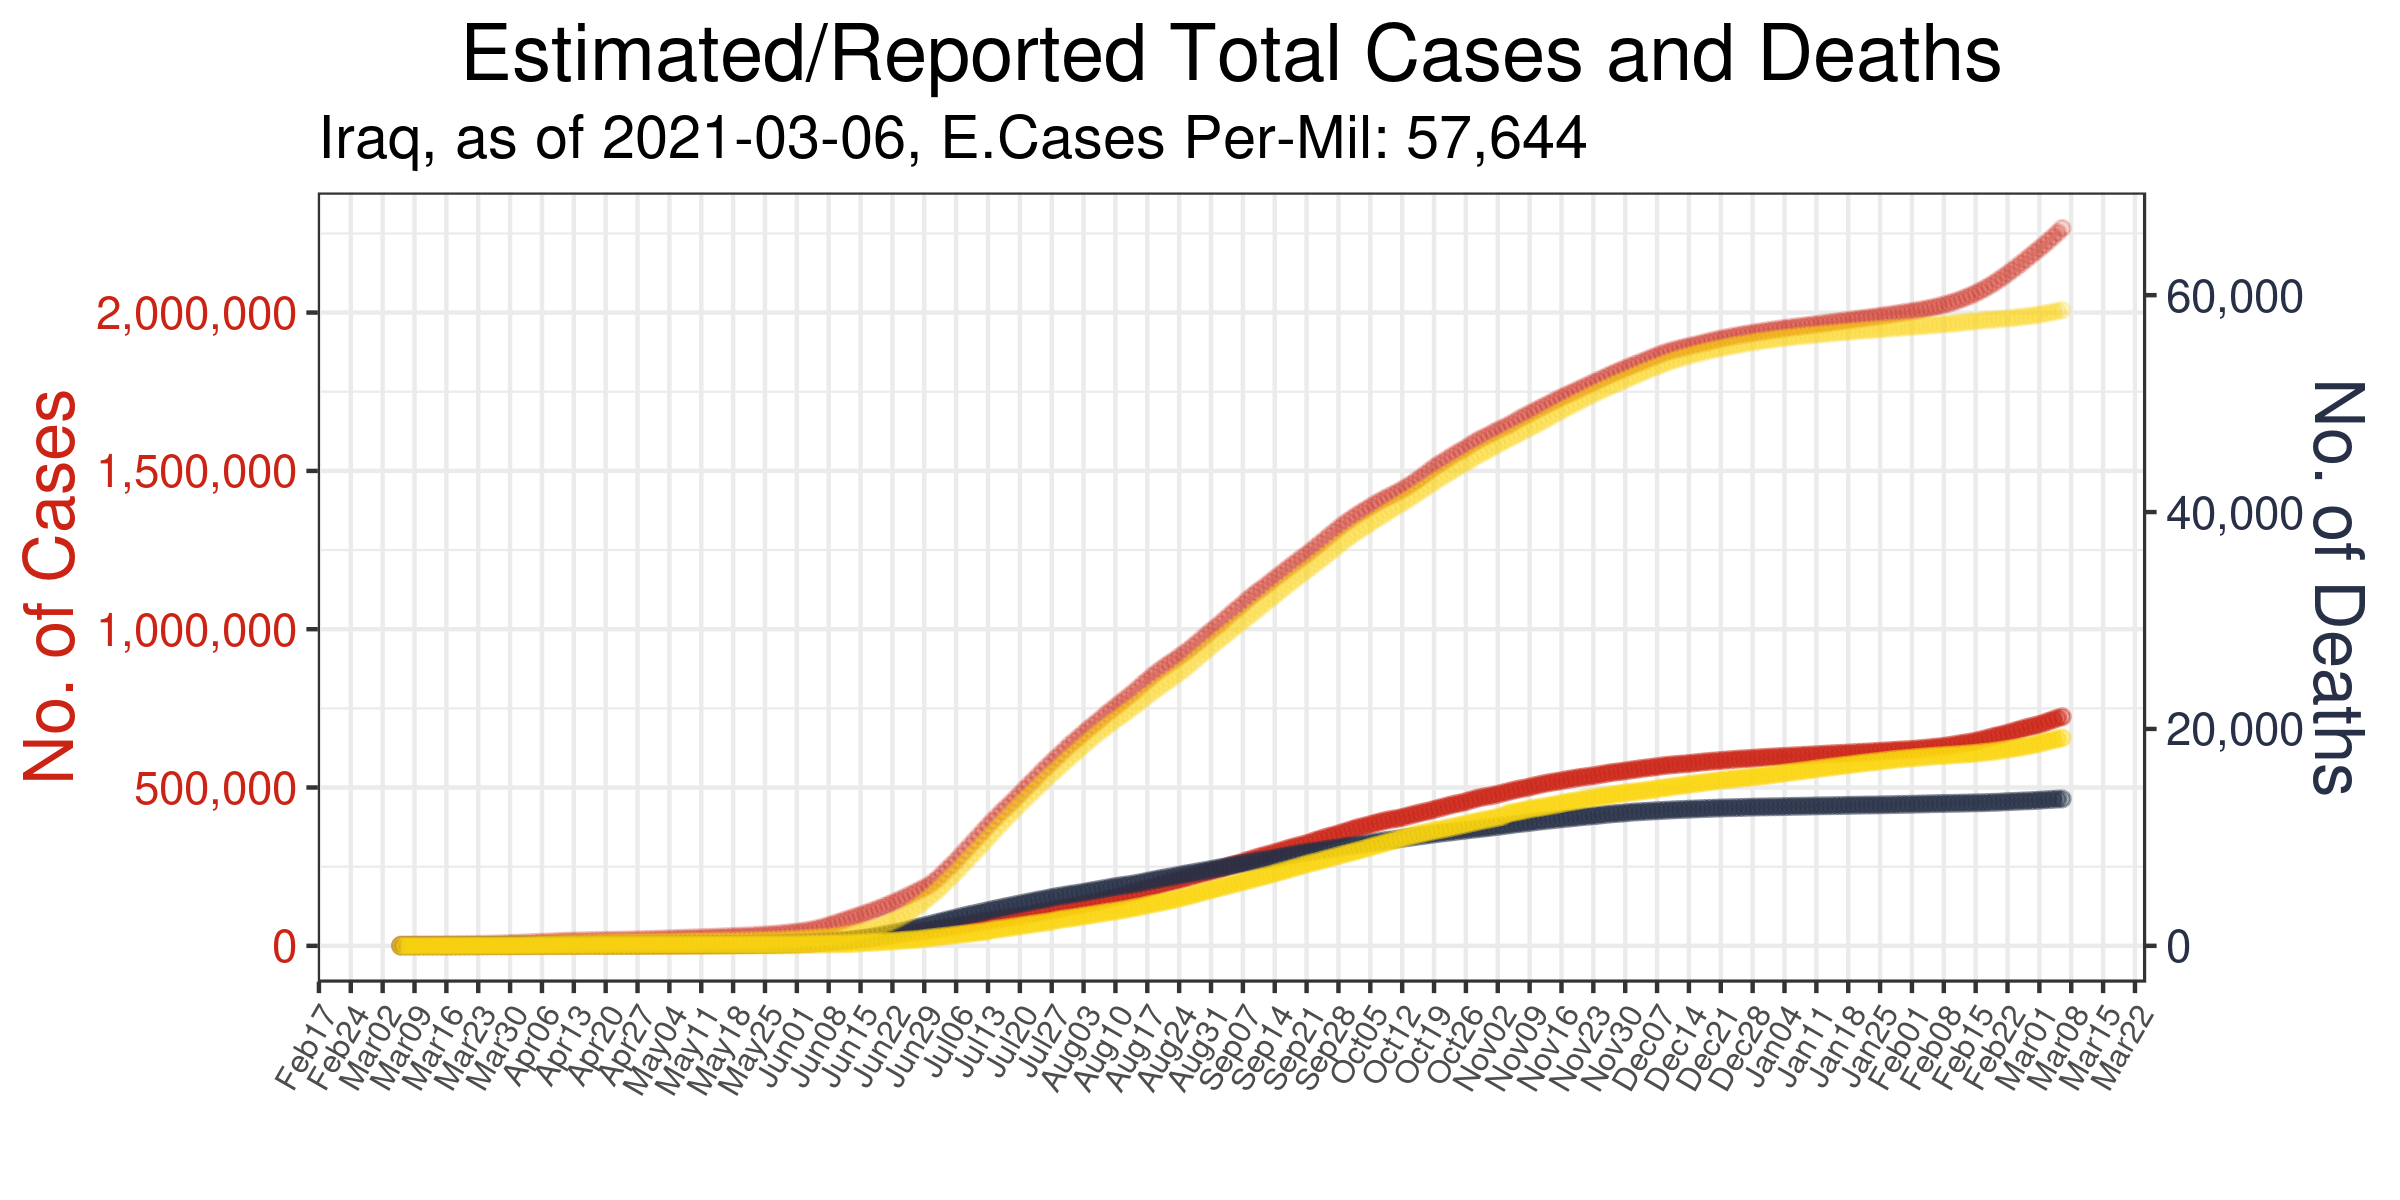 Estimated/Reported Total Cases and Deaths
Iraq, as of 2021-03-06, E.Cases Per-Mil: 57,644
No. of Cases
2,000,000
1,500,000
1,000,000
500,000
0
60,000
40,000
20,000
0
No. of Deaths
Feb17
Feb24
Mar02
Mar09
Mar16
Mar23
Mar30
Apr06
Apr13
Apr20
Apr27
May04
May11
May18
May25
Jun01
Jun08
Jun15
Jun22
Jun29
Jul06
Jul13
Jul20
Jul27
Aug03
Aug10
Aug17
Aug24
Aug31
Sep07
Sep14
Sep21
Sep28
Oct05
Oct12
Oct19
Oct26
Nov02
Nov09
Nov16
Nov23
Nov30
Dec07
Dec14
Dec21
Dec28
Jan04
Jan11
Jan18
Jan25
Feb01
Feb08
Feb15
Feb22
Mar01
Mar08
Mar15
Mar22